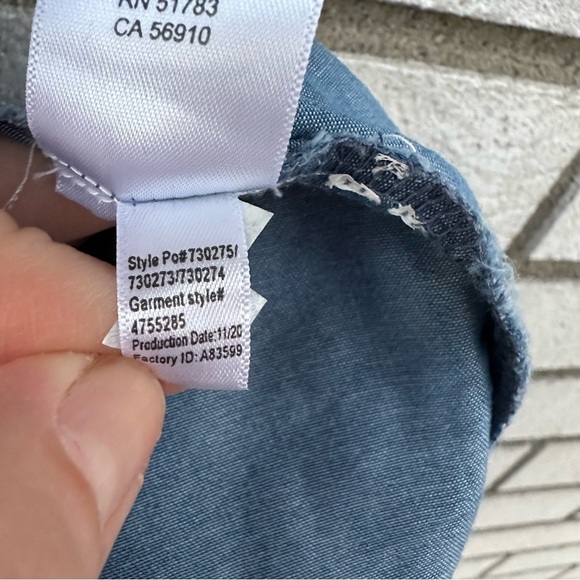 RN 51783
CA 56910
Style Po#730275/
730273/730274
Garment style#
4755285
Production Date:11/20
Factory ID: A83599